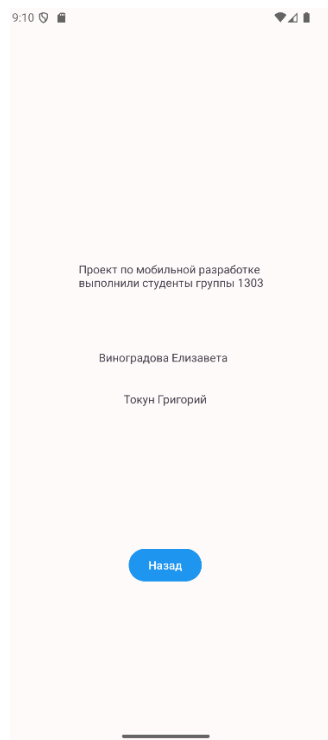 9:10
Проект по мобильной разработке
выполнили студенты группы 1303
Виноградова Елизавета
Токун Григорий
Назад